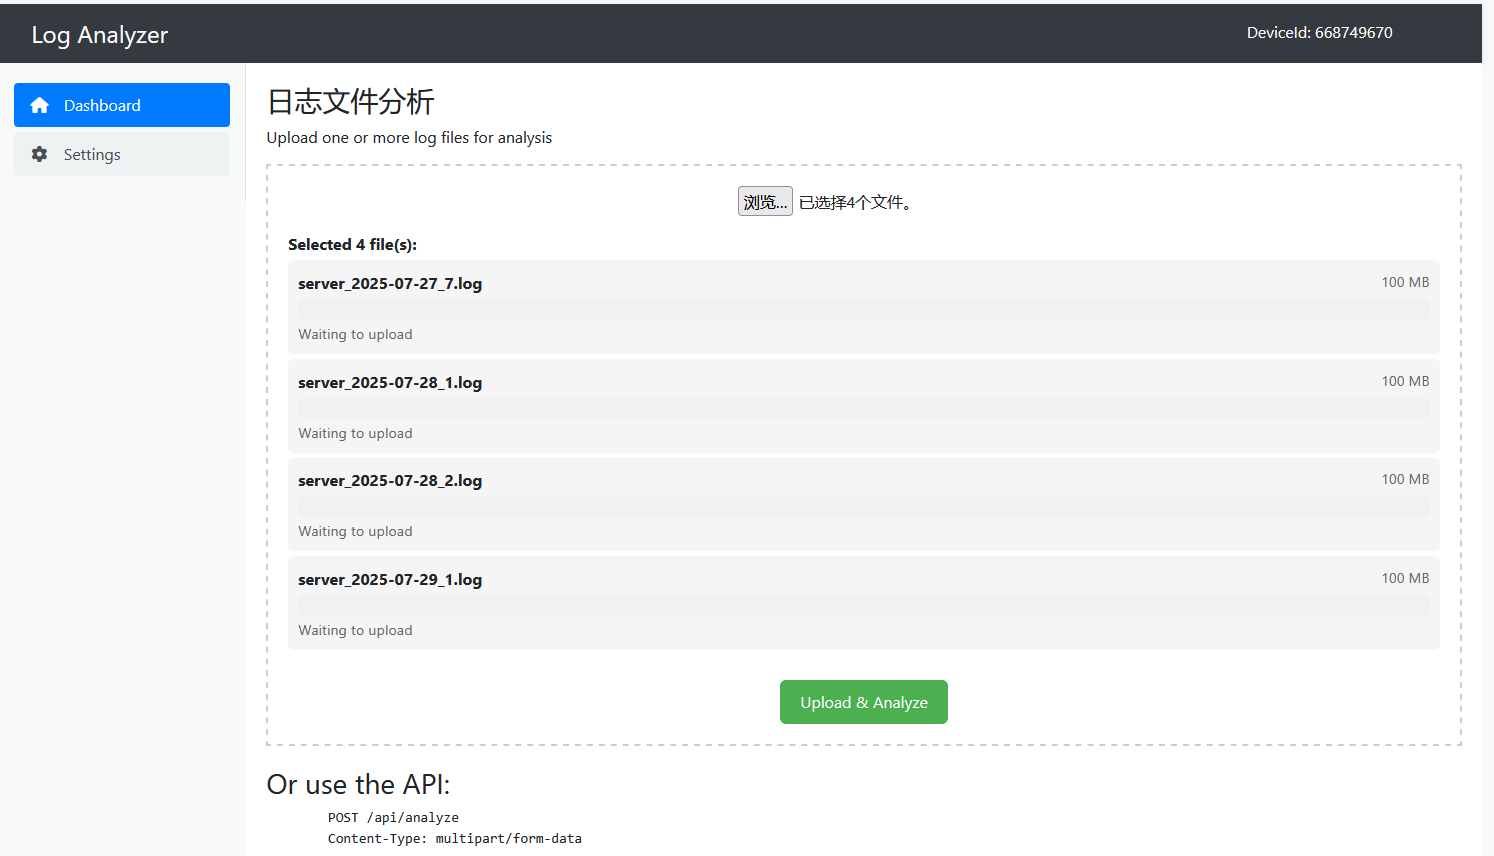 Log Analyzer
DeviceId: 668749670
Dashboard
Settings
日志文件分析
Upload one or more log files for analysis
浏览... 已选择4个文件。
Selected 4 file(s):
server_2025-07-27_7.log 100 MB
Waiting to upload
server_2025-07-28_1.log 100 MB
Waiting to upload
server_2025-07-28_2.log 100 MB
Waiting to upload
server_2025-07-29_1.log 100 MB
Waiting to upload
Upload & Analyze
Or use the API:
POST /api/analyze
Content-Type: multipart/form-data